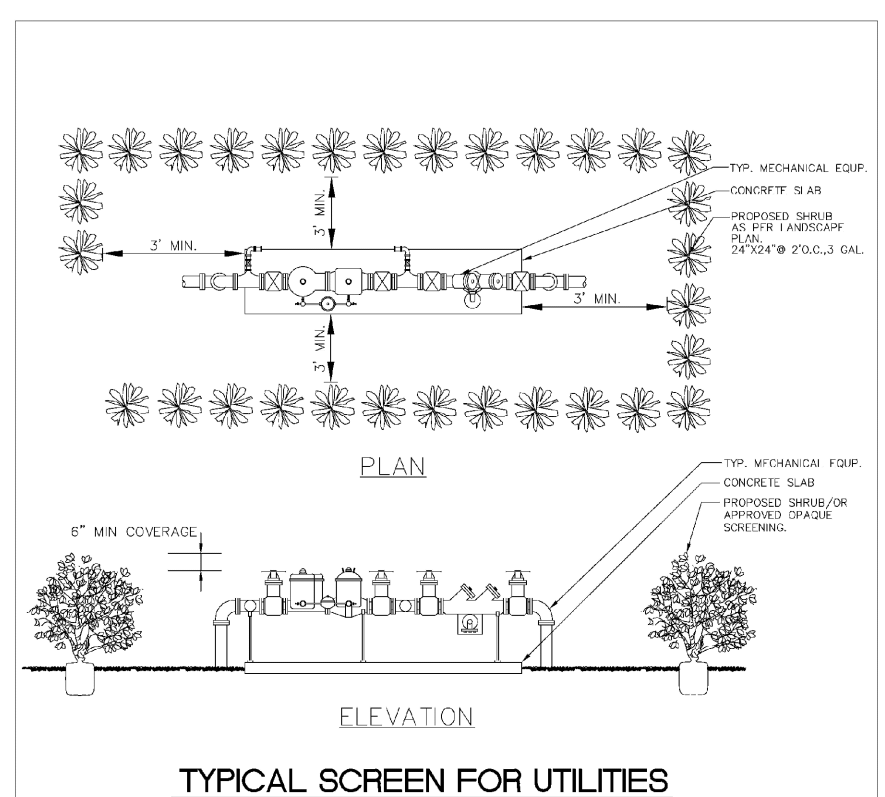 TYP. MECHANICAL EQUP.
CONCRETE SLAB
PROPOSED SHRUB
AS PER LANDSCAPE
PLAN.
24"X24"@ 2'O.C.,3 GAL.
3' MIN.
3' MIN.
3' MIN.
3' MIN.
PLAN
TYP. MECHANICAL EQUP.
CONCRETE SLAB
PROPOSED SHRUB/OR
APPROVED OPAQUE
SCREENING.
6" MIN COVERAGE
ELEVATION
TYPICAL SCREEN FOR UTILITIES